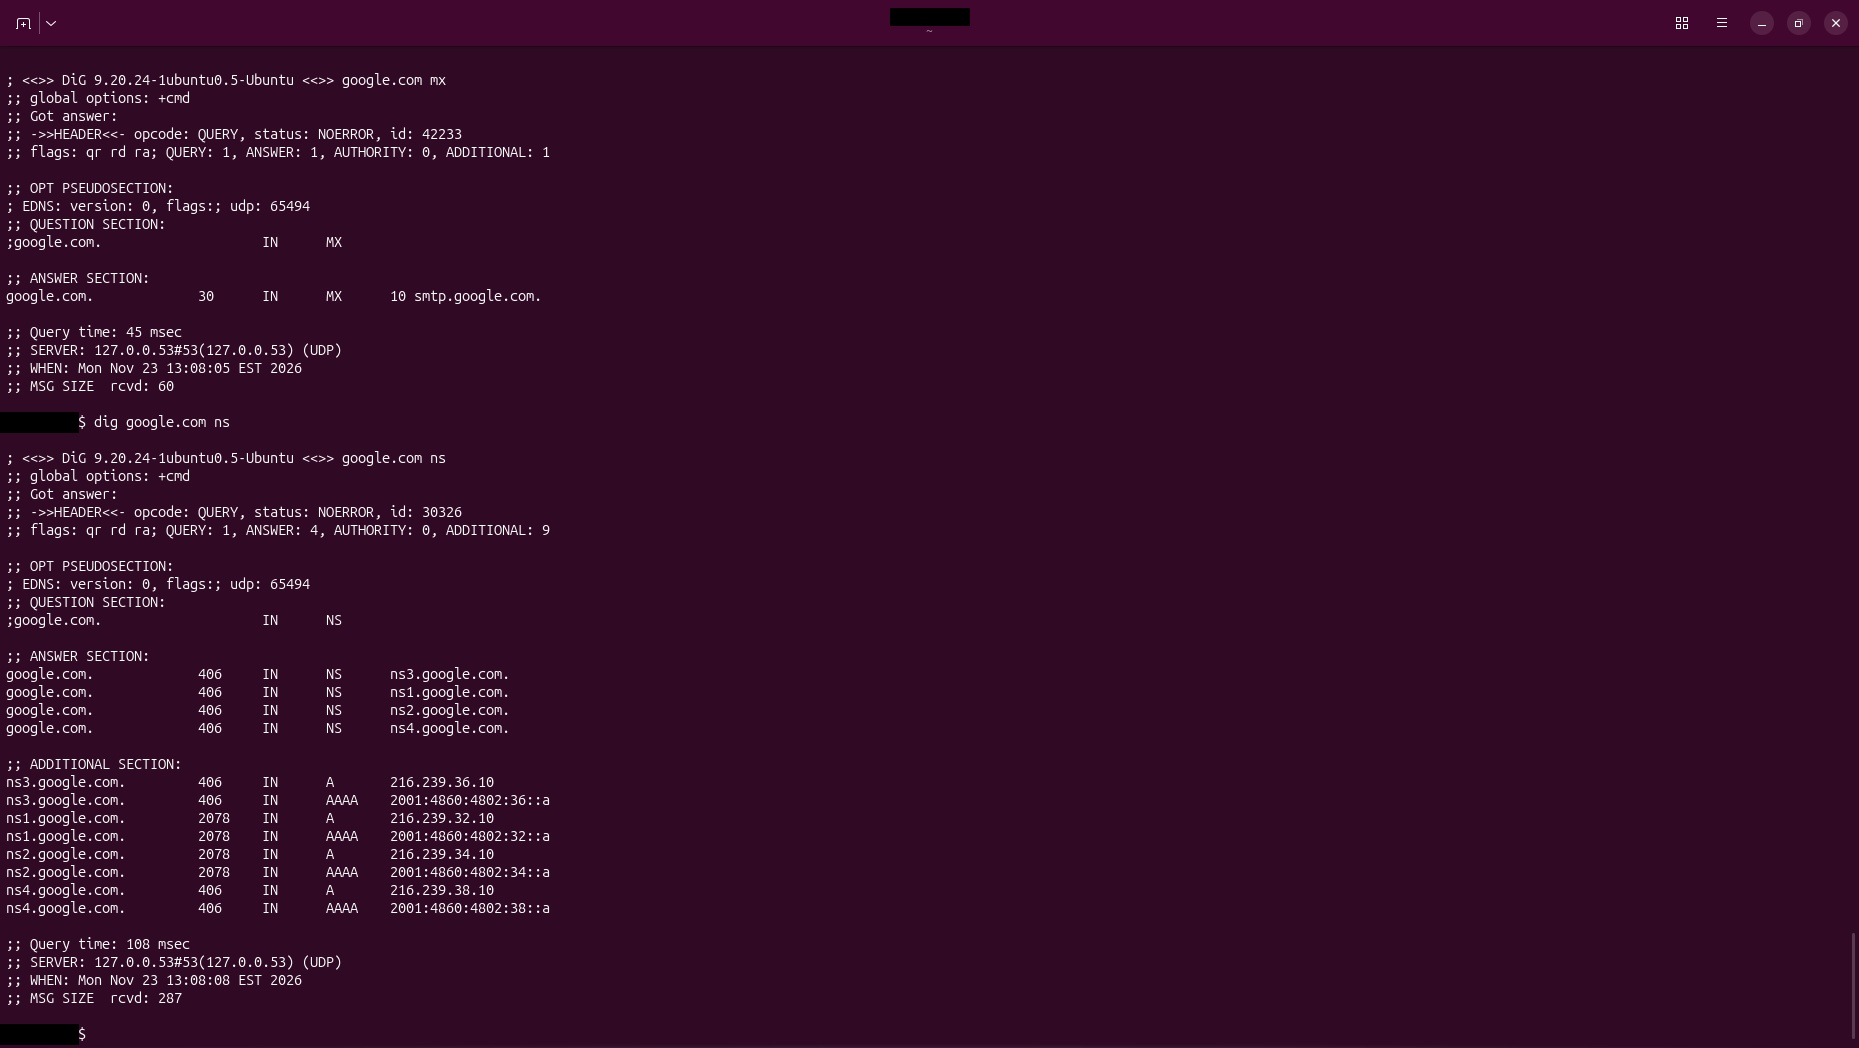 ~
; <<>> DiG 9.20.24-1ubuntu0.5-Ubuntu <<>> google.com mx
;; global options: +cmd
;; Got answer:
;; ->>HEADER<<- opcode: QUERY, status: NOERROR, id: 42233
;; flags: qr rd ra; QUERY: 1, ANSWER: 1, AUTHORITY: 0, ADDITIONAL: 1
;; OPT PSEUDOSECTION:
; EDNS: version: 0, flags:; udp: 65494
;; QUESTION SECTION:
;google.com. IN MX
;; ANSWER SECTION:
google.com. 30 IN MX 10 smtp.google.com.
;; Query time: 45 msec
;; SERVER: 127.0.0.53#53(127.0.0.53) (UDP)
;; WHEN: Mon Nov 23 13:08:05 EST 2026
;; MSG SIZE  rcvd: 60
$ dig google.com ns
; <<>> DiG 9.20.24-1ubuntu0.5-Ubuntu <<>> google.com ns
;; global options: +cmd
;; Got answer:
;; ->>HEADER<<- opcode: QUERY, status: NOERROR, id: 30326
;; flags: qr rd ra; QUERY: 1, ANSWER: 4, AUTHORITY: 0, ADDITIONAL: 9
;; OPT PSEUDOSECTION:
; EDNS: version: 0, flags:; udp: 65494
;; QUESTION SECTION:
;google.com. IN NS
;; ANSWER SECTION:
google.com. 406 IN NS ns3.google.com.
google.com. 406 IN NS ns1.google.com.
google.com. 406 IN NS ns2.google.com.
google.com. 406 IN NS ns4.google.com.
;; ADDITIONAL SECTION:
ns3.google.com. 406 IN A 216.239.36.10
ns3.google.com. 406 IN AAAA 2001:4860:4802:36::a
ns1.google.com. 2078 IN A 216.239.32.10
ns1.google.com. 2078 IN AAAA 2001:4860:4802:32::a
ns2.google.com. 2078 IN A 216.239.34.10
ns2.google.com. 2078 IN AAAA 2001:4860:4802:34::a
ns4.google.com. 406 IN A 216.239.38.10
ns4.google.com. 406 IN AAAA 2001:4860:4802:38::a
;; Query time: 108 msec
;; SERVER: 127.0.0.53#53(127.0.0.53) (UDP)
;; WHEN: Mon Nov 23 13:08:08 EST 2026
;; MSG SIZE  rcvd: 287
$